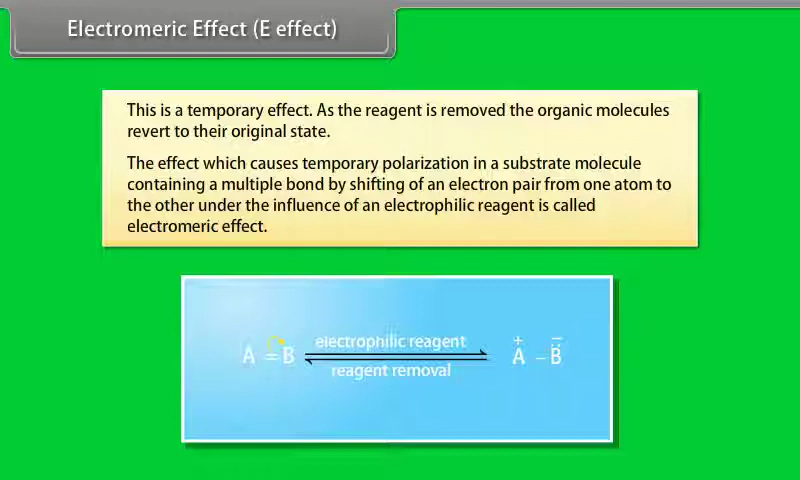 Electromeric Effect (E effect)
This is a temporary effect. As the reagent is removed the organic molecules
revert to their original state.
The effect which causes temporary polarization in a substrate molecule
containing a multiple bond by shifting of an electron pair from one atom to
the other under the influence of an electrophilic reagent is called
electromeric effect.
electrophilic reagent
A = B
+ −
A – B
reagent removal